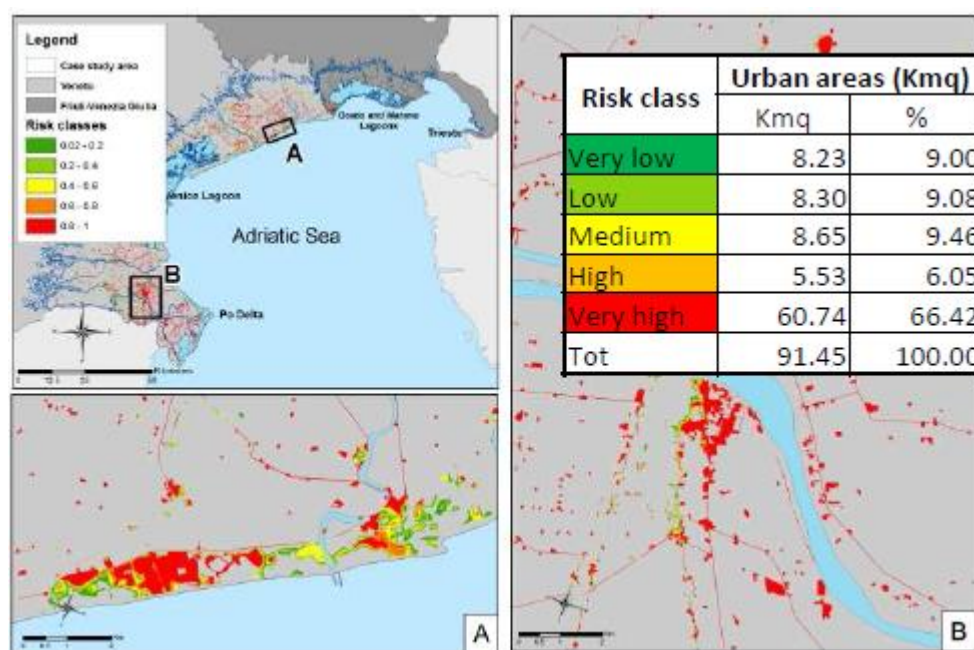 Legend
Case study area
Veneto
Friuli-Venezia Giulia
Risk classes
0.02 - 0.2
0.2 - 0.4
0.4 - 0.6
0.6 - 0.8
0.8 - 1
Grado and Marano
Lagoons
Trieste
A
Venice Lagoon
Adriatic Sea
B
Po Delta
A
Risk class
Urban areas (Kmq)
Kmq %
Very low 8.23 9.00
Low 8.30 9.08
Medium 8.65 9.46
High 5.53 6.05
Very high 60.74 66.42
Tot 91.45 100.00
B